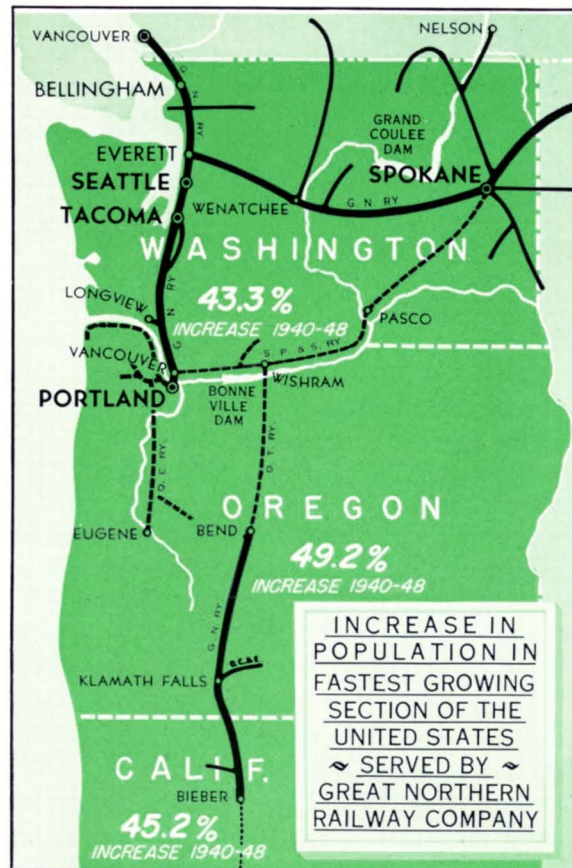 VANCOUVER
NELSON
BELLINGHAM
G. N. RY.
GRAND
COULEE
DAM
EVERETT
SEATTLE
SPOKANE
TACOMA
WENATCHEE
G. N. RY
WASHINGTON
LONGVIEW
G. N. RY
43.3%
INCREASE 1940-48
PASCO
VANCOUVER
S. P. & S. RY
WISHRAM
PORTLAND
BONNE
VILLE
DAM
O. E. RY.
O. T. RY.
OREGON
EUGENE
BEND
49.2%
INCREASE 1940-48
G. N. RY
O.C.&E.
KLAMATH FALLS
CALIF.
BIEBER
45.2%
INCREASE 1940-48
INCREASE IN
POPULATION IN
FASTEST GROWING
SECTION OF THE
UNITED STATES
~ SERVED BY ~
GREAT NORTHERN
RAILWAY COMPANY